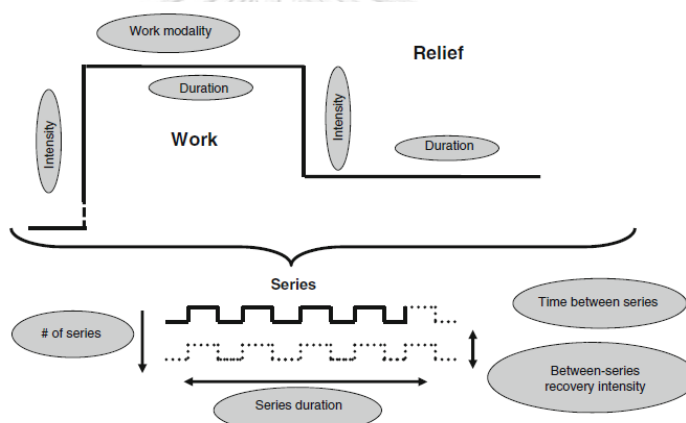 Work modality
Relief
Duration
Intensity
Intensity
Work
Duration
Series
Time between series
# of series
Between-series
recovery intensity
Series duration